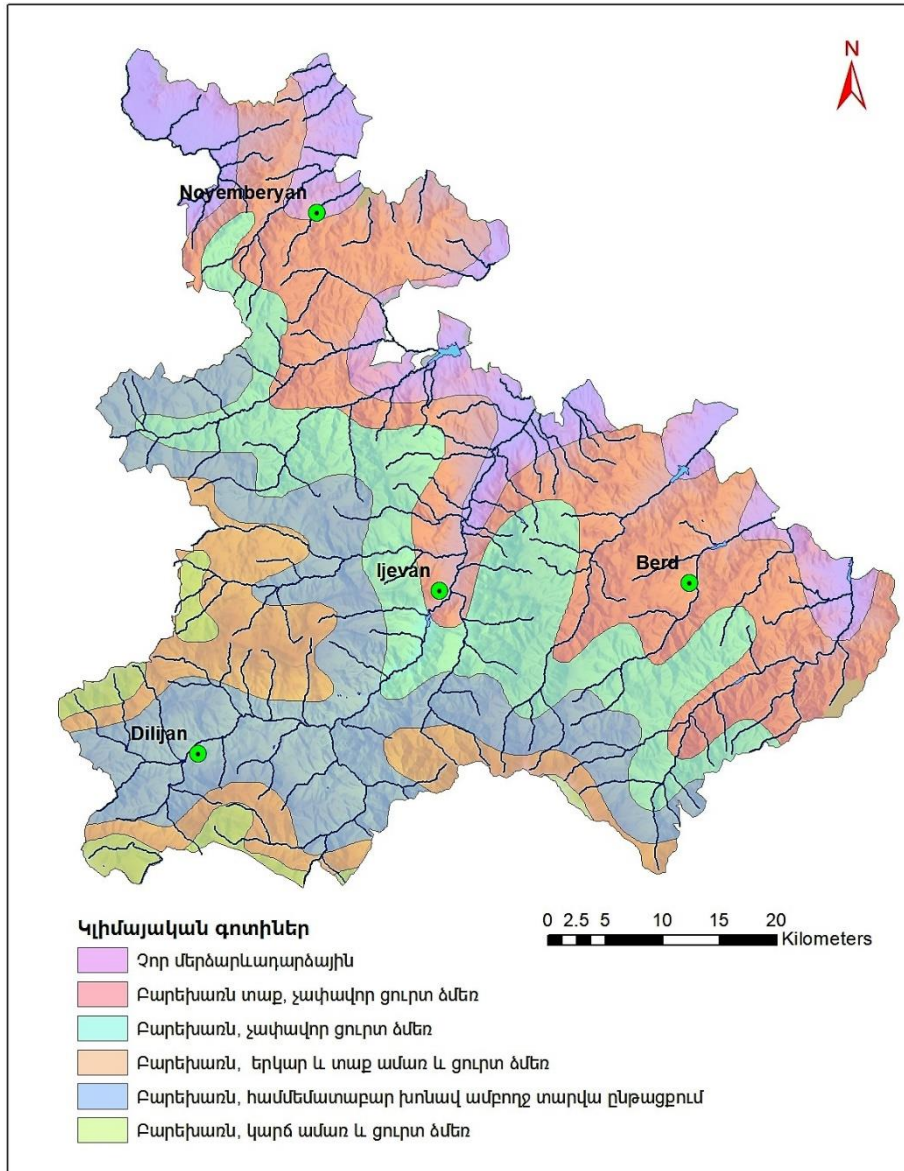 N
Noyemberyan
Ijevan
Berd
Dilijan
Կլիմայական գոտիներ
0 2.5 5 10 15 20
Kilometers
Չոր մերձարևադարձային
Բարեխառն տաք, չափավոր ցուրտ ձմեռ
Բարեխառն, չափավոր ցուրտ ձմեռ
Բարեխառն, երկար և տաք ամառ և ցուրտ ձմեռ
Բարեխառն, համմեմատաբար խոնավ ամբողջ տարվա ընթացքում
Բարեխառն, կարճ ամառ և ցուրտ ձմեռ